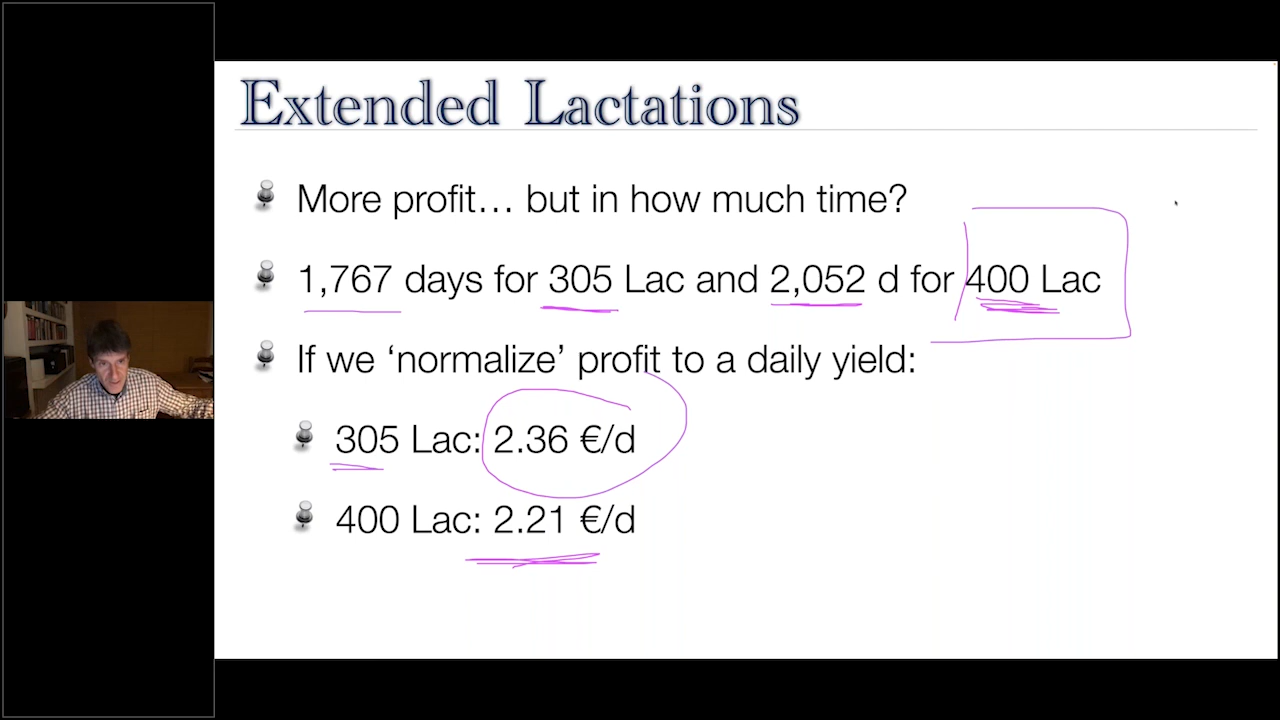 Extended Lactations
More profit… but in how much time?
1,767 days for 305 Lac and 2,052 d for 400 Lac
If we ‘normalize’ profit to a daily yield:
305 Lac: 2.36 €/d
400 Lac: 2.21 €/d